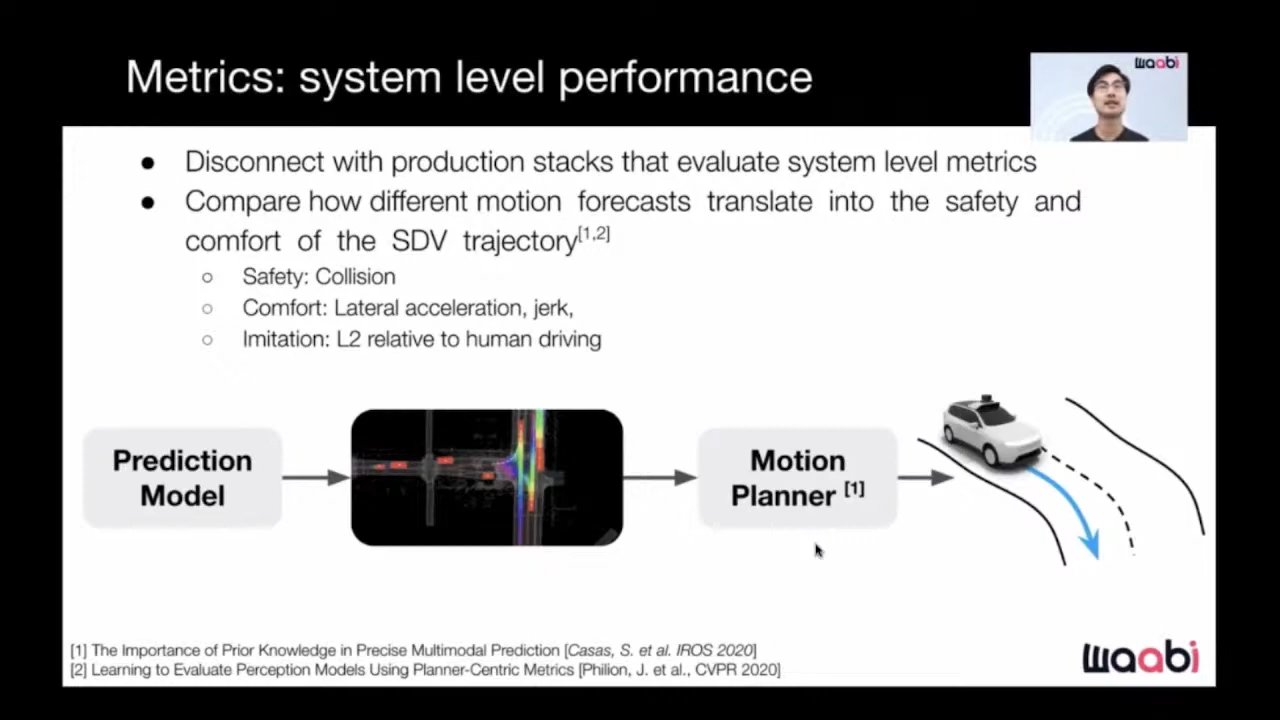 Metrics: system level performance
waabi
● Disconnect with production stacks that evaluate system level metrics
● Compare how different motion forecasts translate into the safety and
comfort of the SDV trajectory[1,2]
○ Safety: Collision
○ Comfort: Lateral acceleration, jerk,
○ Imitation: L2 relative to human driving
Prediction
Model
Motion
Planner [1]
[1] The Importance of Prior Knowledge in Precise Multimodal Prediction [Casas, S. et al. IROS 2020]
[2] Learning to Evaluate Perception Models Using Planner-Centric Metrics [Philion, J. et al., CVPR 2020]
waabi